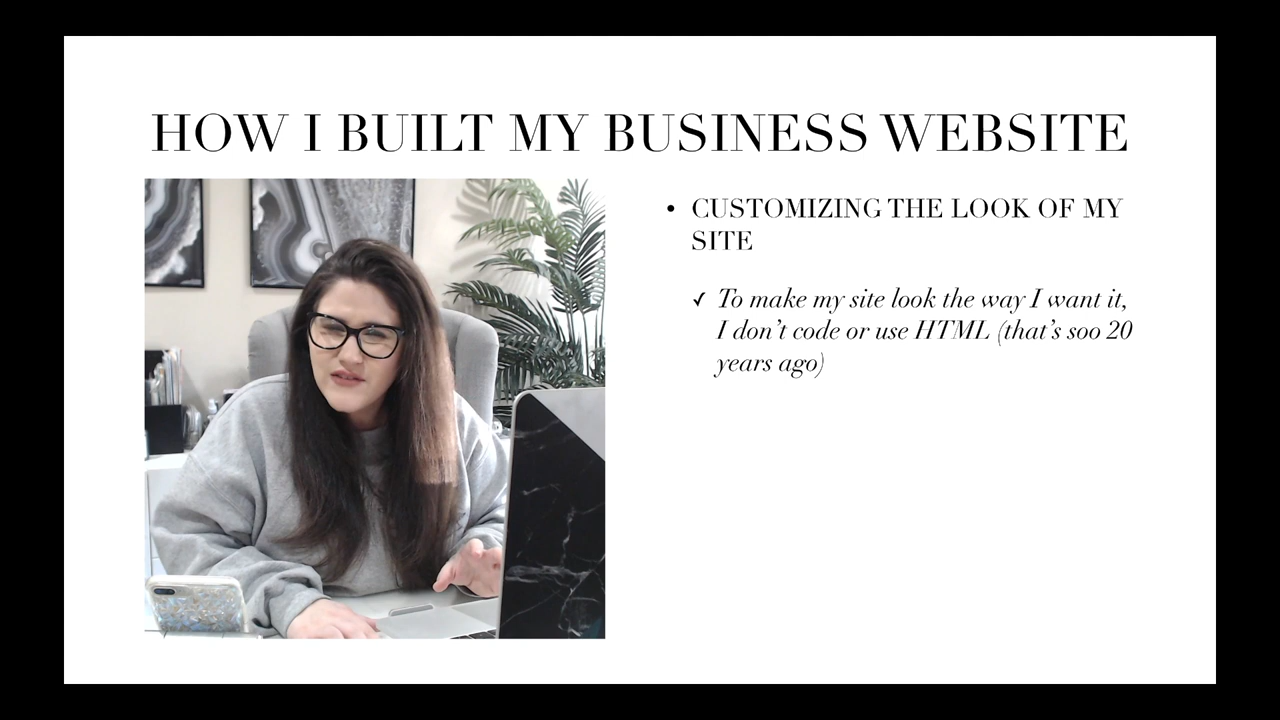 HOW I BUILT MY BUSINESS WEBSITE
• CUSTOMIZING THE LOOK OF MY
SITE
✓ To make my site look the way I want it,
I don’t code or use HTML (that’s soo 20
years ago)